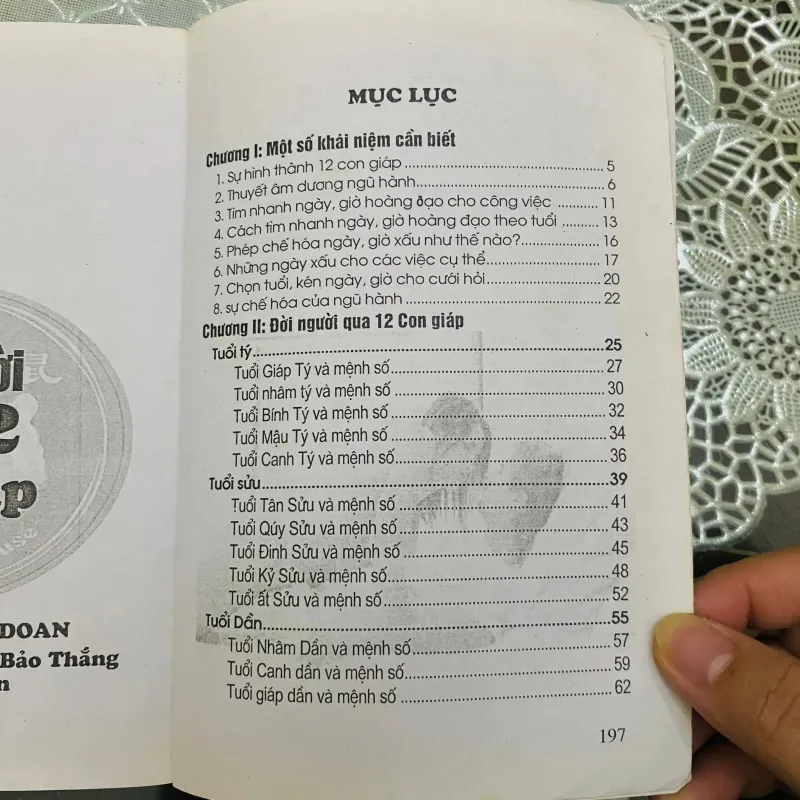 ời
2
áp
DOAN
Bảo Thắng
n
MỤC LỤC
Chương I: Một số khái niệm cần biết
1. Sự hình thành 12 con giáp ........ 5
2. Thuyết âm dương ngũ hành ........ 6
3. Tìm nhanh ngày, giờ hoàng đạo cho công việc ........ 11
4. Cách tìm nhanh ngày, giờ hoàng đạo theo tuổi ........ 13
5. Phép chế hóa ngày, giờ xấu như thế nào? ........ 16
6. Những ngày xấu cho các việc cụ thể ........ 17
7. Chọn tuổi, kén ngày, giờ cho cưới hỏi ........ 20
8. sự chế hóa của ngũ hành ........ 22
Chương II: Đời người qua 12 Con giáp
Tuổi tý ........ 25
Tuổi Giáp Tý và mệnh số ........ 27
Tuổi nhâm tý và mệnh số ........ 30
Tuổi Bính Tý và mệnh số ........ 32
Tuổi Mậu Tý và mệnh số ........ 34
Tuổi Canh Tý và mệnh số ........ 36
Tuổi sửu ........ 39
Tuổi Tân Sửu và mệnh số ........ 41
Tuổi Qúy Sửu và mệnh số ........ 43
Tuổi Đinh Sửu và mệnh số ........ 45
Tuổi Kỷ Sửu và mệnh số ........ 48
Tuổi ất Sửu và mệnh số ........ 52
Tuổi Dần ........ 55
Tuổi Nhâm Dần và mệnh số ........ 57
Tuổi Canh dần và mệnh số ........ 59
Tuổi giáp dần và mệnh số ........ 62
197